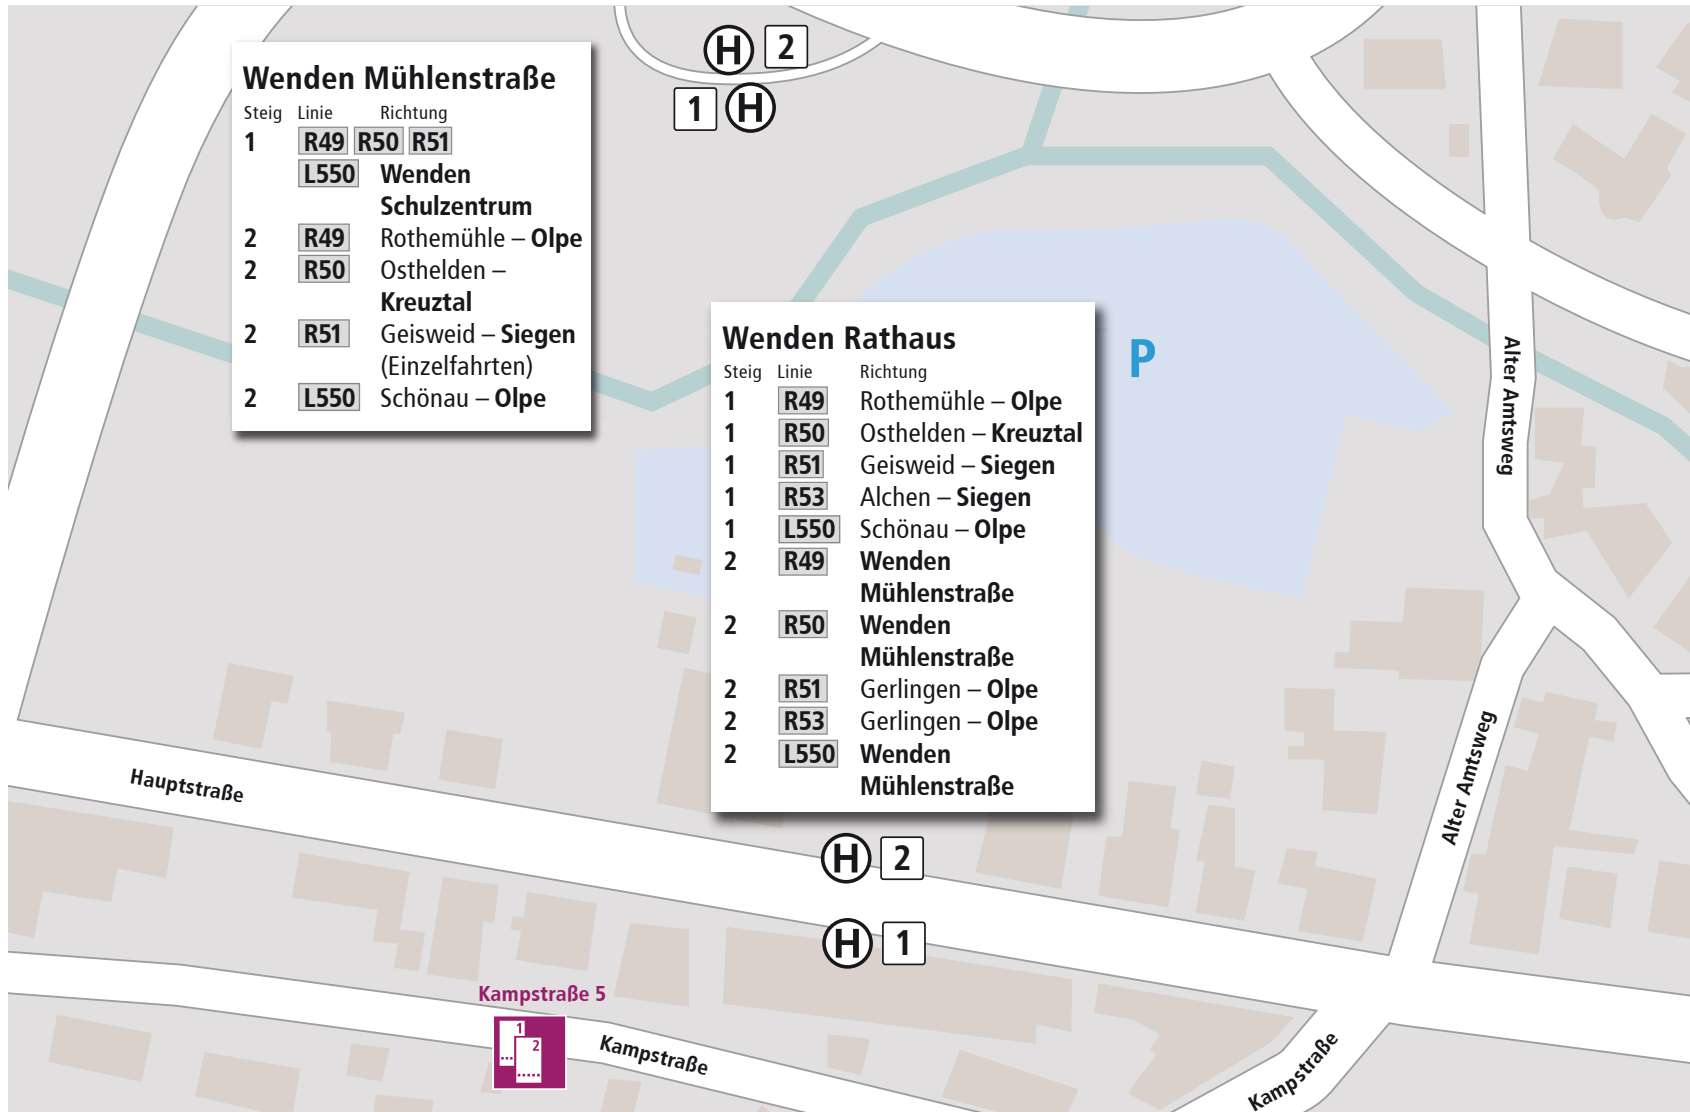 H 2
1 H
Wenden Mühlenstraße
Steig Linie Richtung
1 R49 R50 R51
L550 Wenden
Schulzentrum
2 R49 Rothemühle – Olpe
2 R50 Osthelden –
Kreuztal
2 R51 Geisweid – Siegen
(Einzelfahrten)
2 L550 Schönau – Olpe
Wenden Rathaus
Steig Linie Richtung
1 R49 Rothemühle – Olpe
1 R50 Osthelden – Kreuztal
1 R51 Geisweid – Siegen
1 R53 Alchen – Siegen
1 L550 Schönau – Olpe
2 R49 Wenden
Mühlenstraße
2 R50 Wenden
Mühlenstraße
2 R51 Gerlingen – Olpe
2 R53 Gerlingen – Olpe
2 L550 Wenden
Mühlenstraße
P
Alter Amtsweg
Alter Amtsweg
Hauptstraße
H 2
H 1
Kampstraße 5
1
2
Kampstraße
Kampstraße